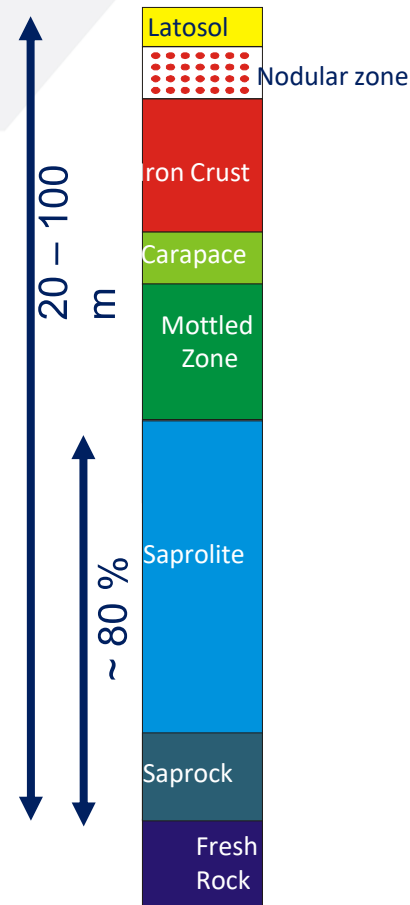 Latosol
Nodular zone
Iron Crust
Carapace
Mottled
Zone
Saprolite
Saprock
Fresh
Rock
20 – 100
m
~ 80 %